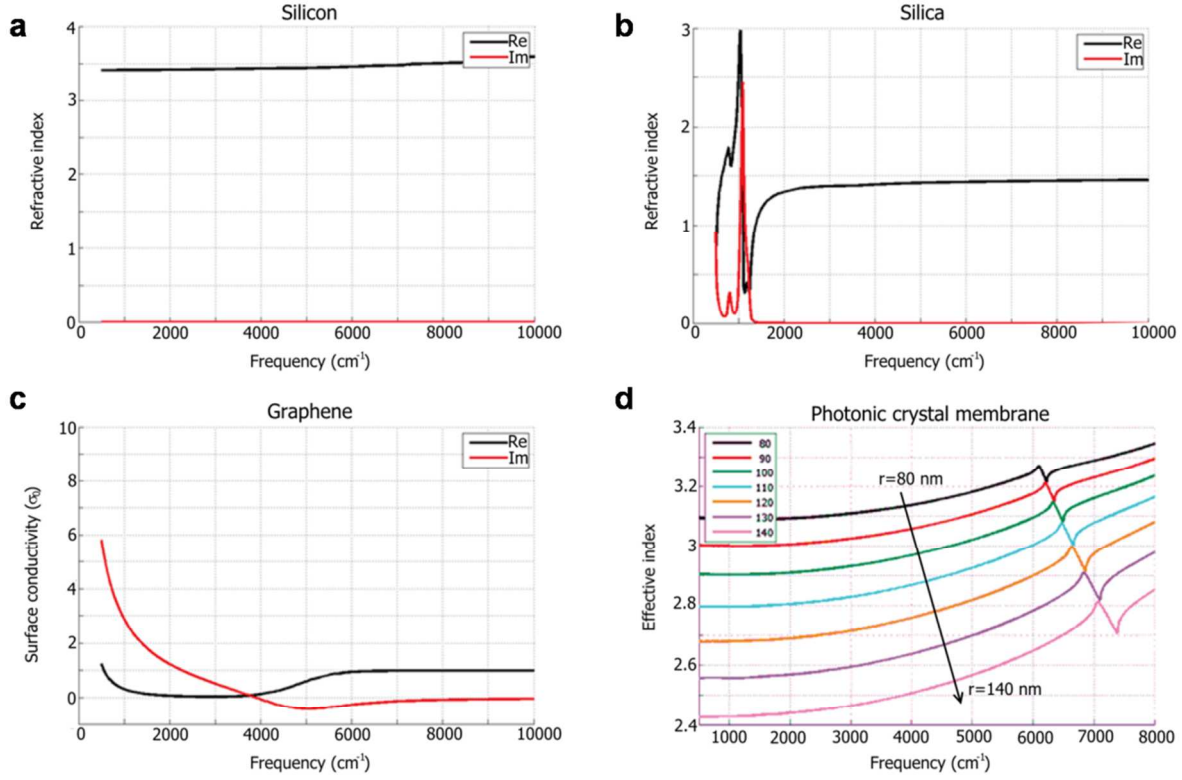 a
Silicon
Re
Im
4
3
2
1
0
Refractive index
0 2000 4000 6000 8000 10000
Frequency (cm-1)
b
Silica
Re
Im
3
2
1
0
Refractive index
0 2000 4000 6000 8000 10000
Frequency (cm-1)
c
Graphene
Re
Im
10
8
6
4
2
1
0
Surface conductivity (σ0)
0 2000 4000 6000 8000 10000
Frequency (cm-1)
d
Photonic crystal membrane
80
90
100
110
120
130
140
r=80 nm
r=140 nm
3.4
3.2
3
2.8
2.6
2.4
Effective index
1000 2000 3000 4000 5000 6000 7000 8000
Frequency (cm-1)